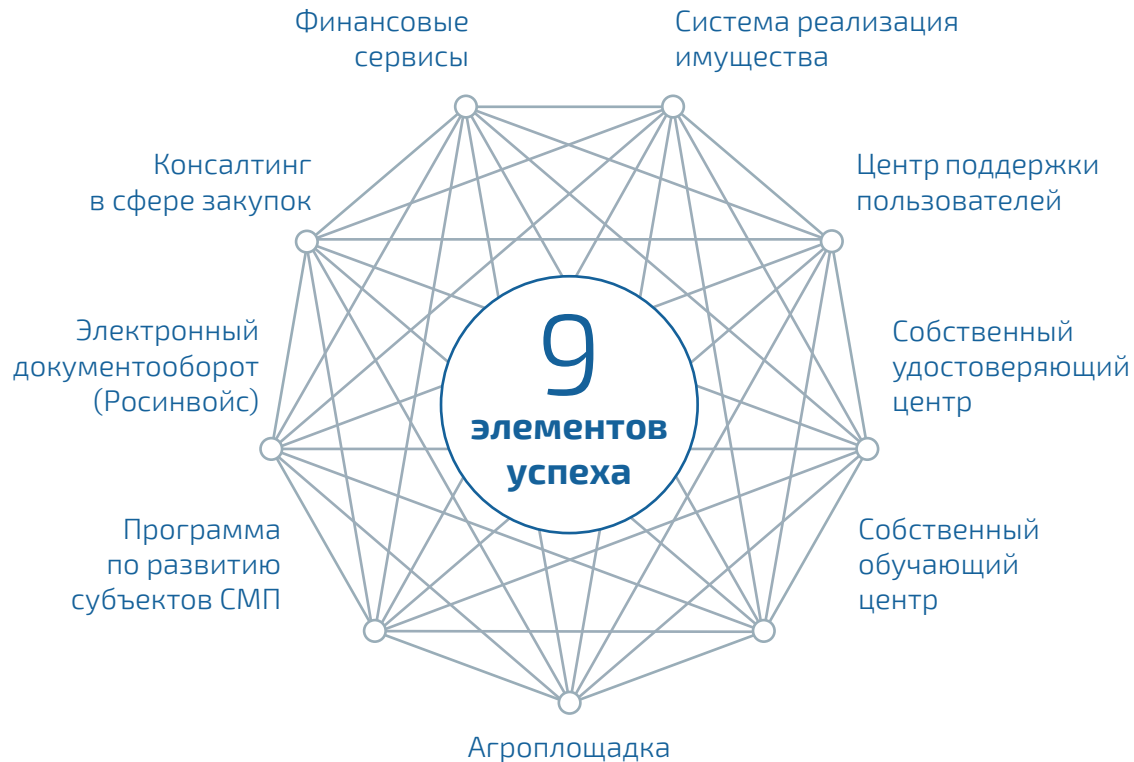 Финансовые
сервисы
Система реализация
имущества
Консалтинг
в сфере закупок
Центр поддержки
пользователей
Электронный
документооборот
(Росинвойс)
9
элементов
успеха
Собственный
удостоверяющий
центр
Программа
по развитию
субъектов СМП
Собственный
обучающий
центр
Агроплощадка